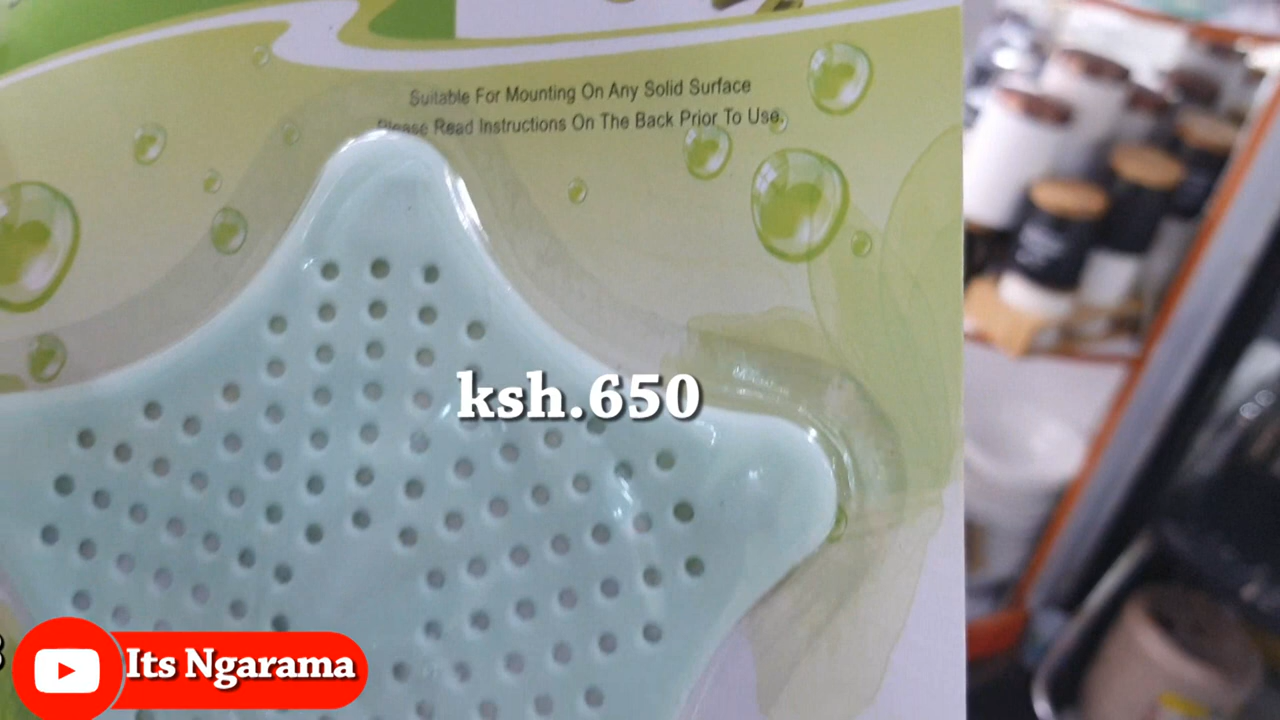 Suitable For Mounting On Any Solid Surface
Please Read Instructions On The Back Prior To Use.
ksh.650
Its Ngarama